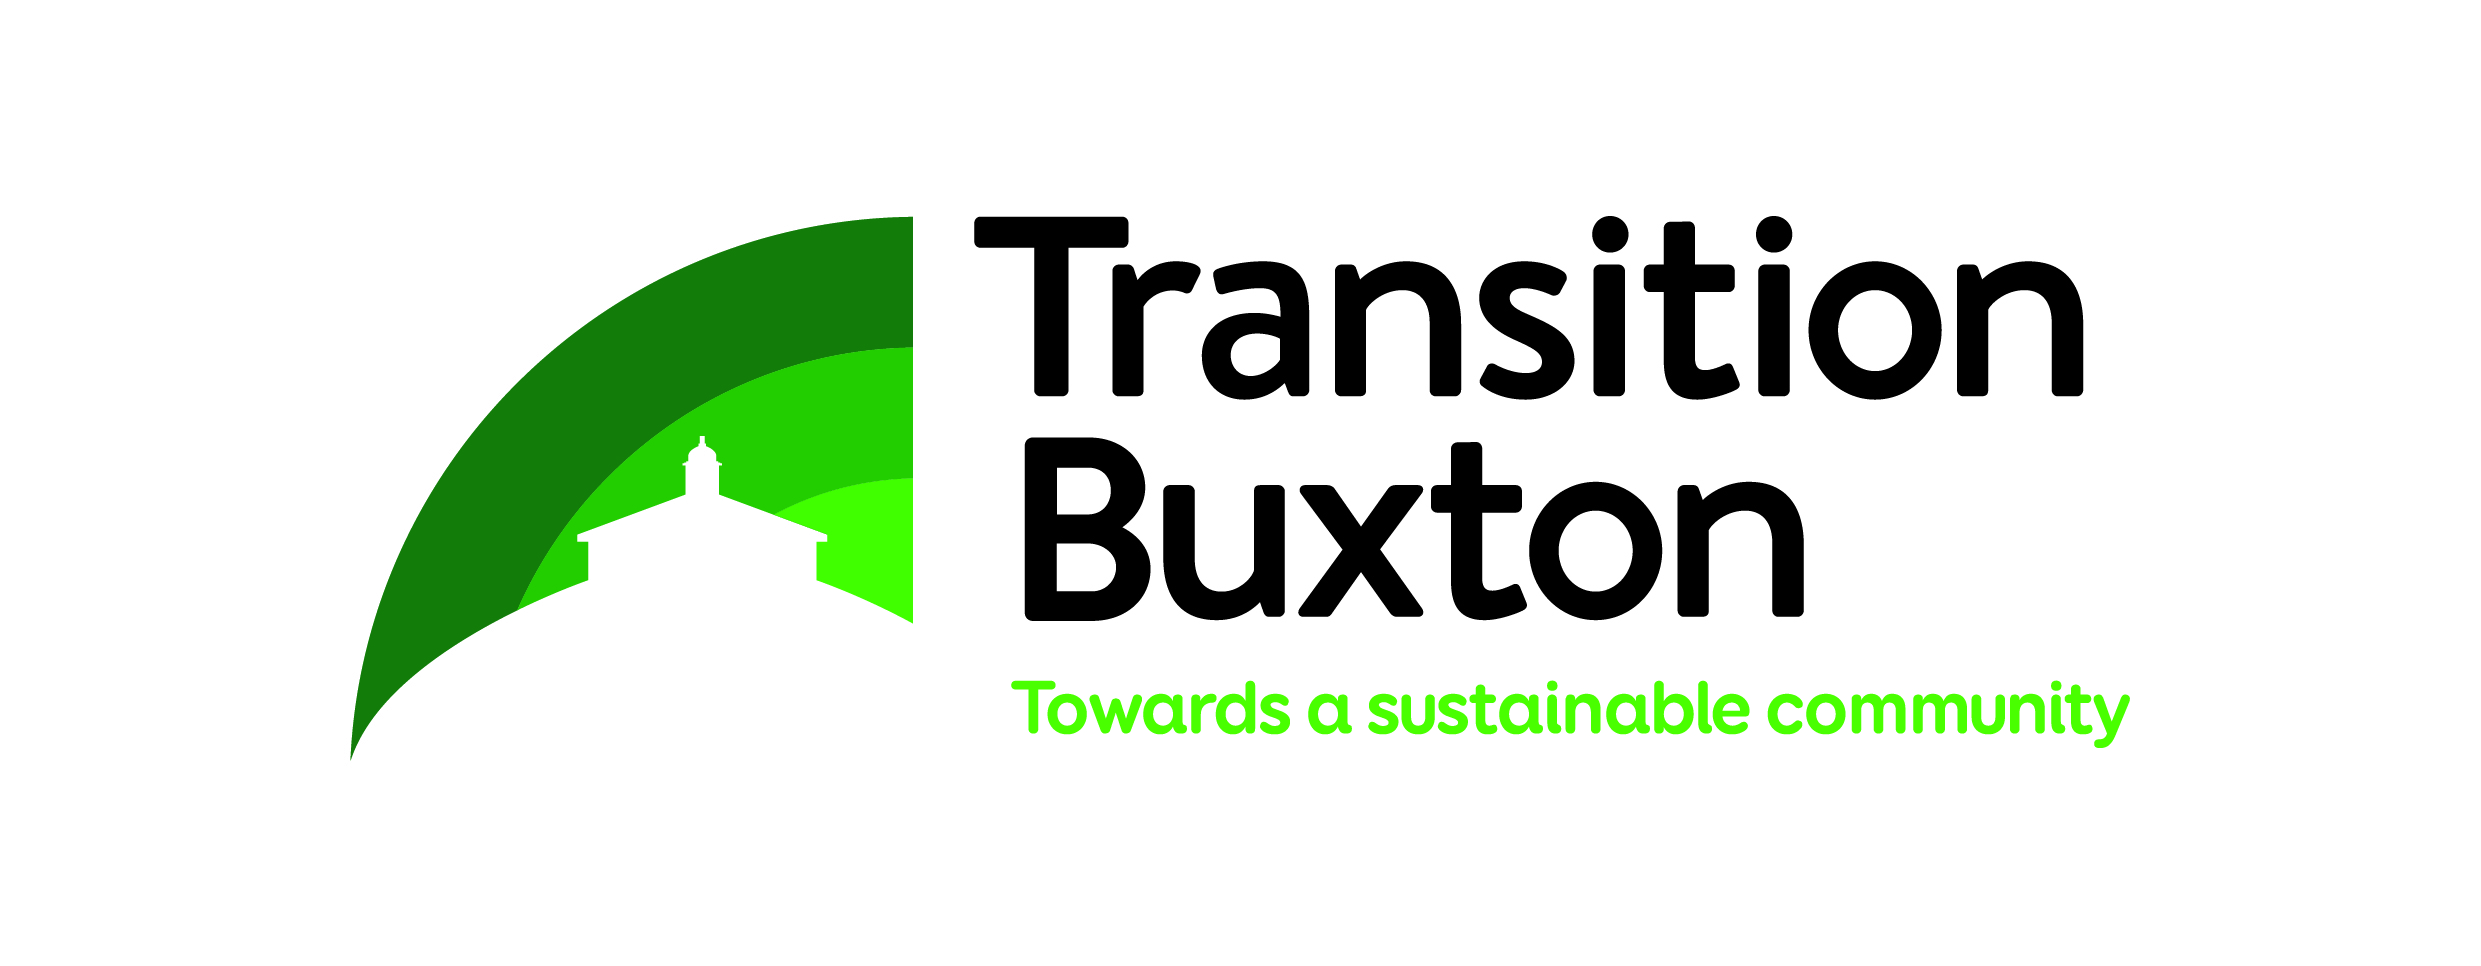 Transition
Buxton
Towards a sustainable community